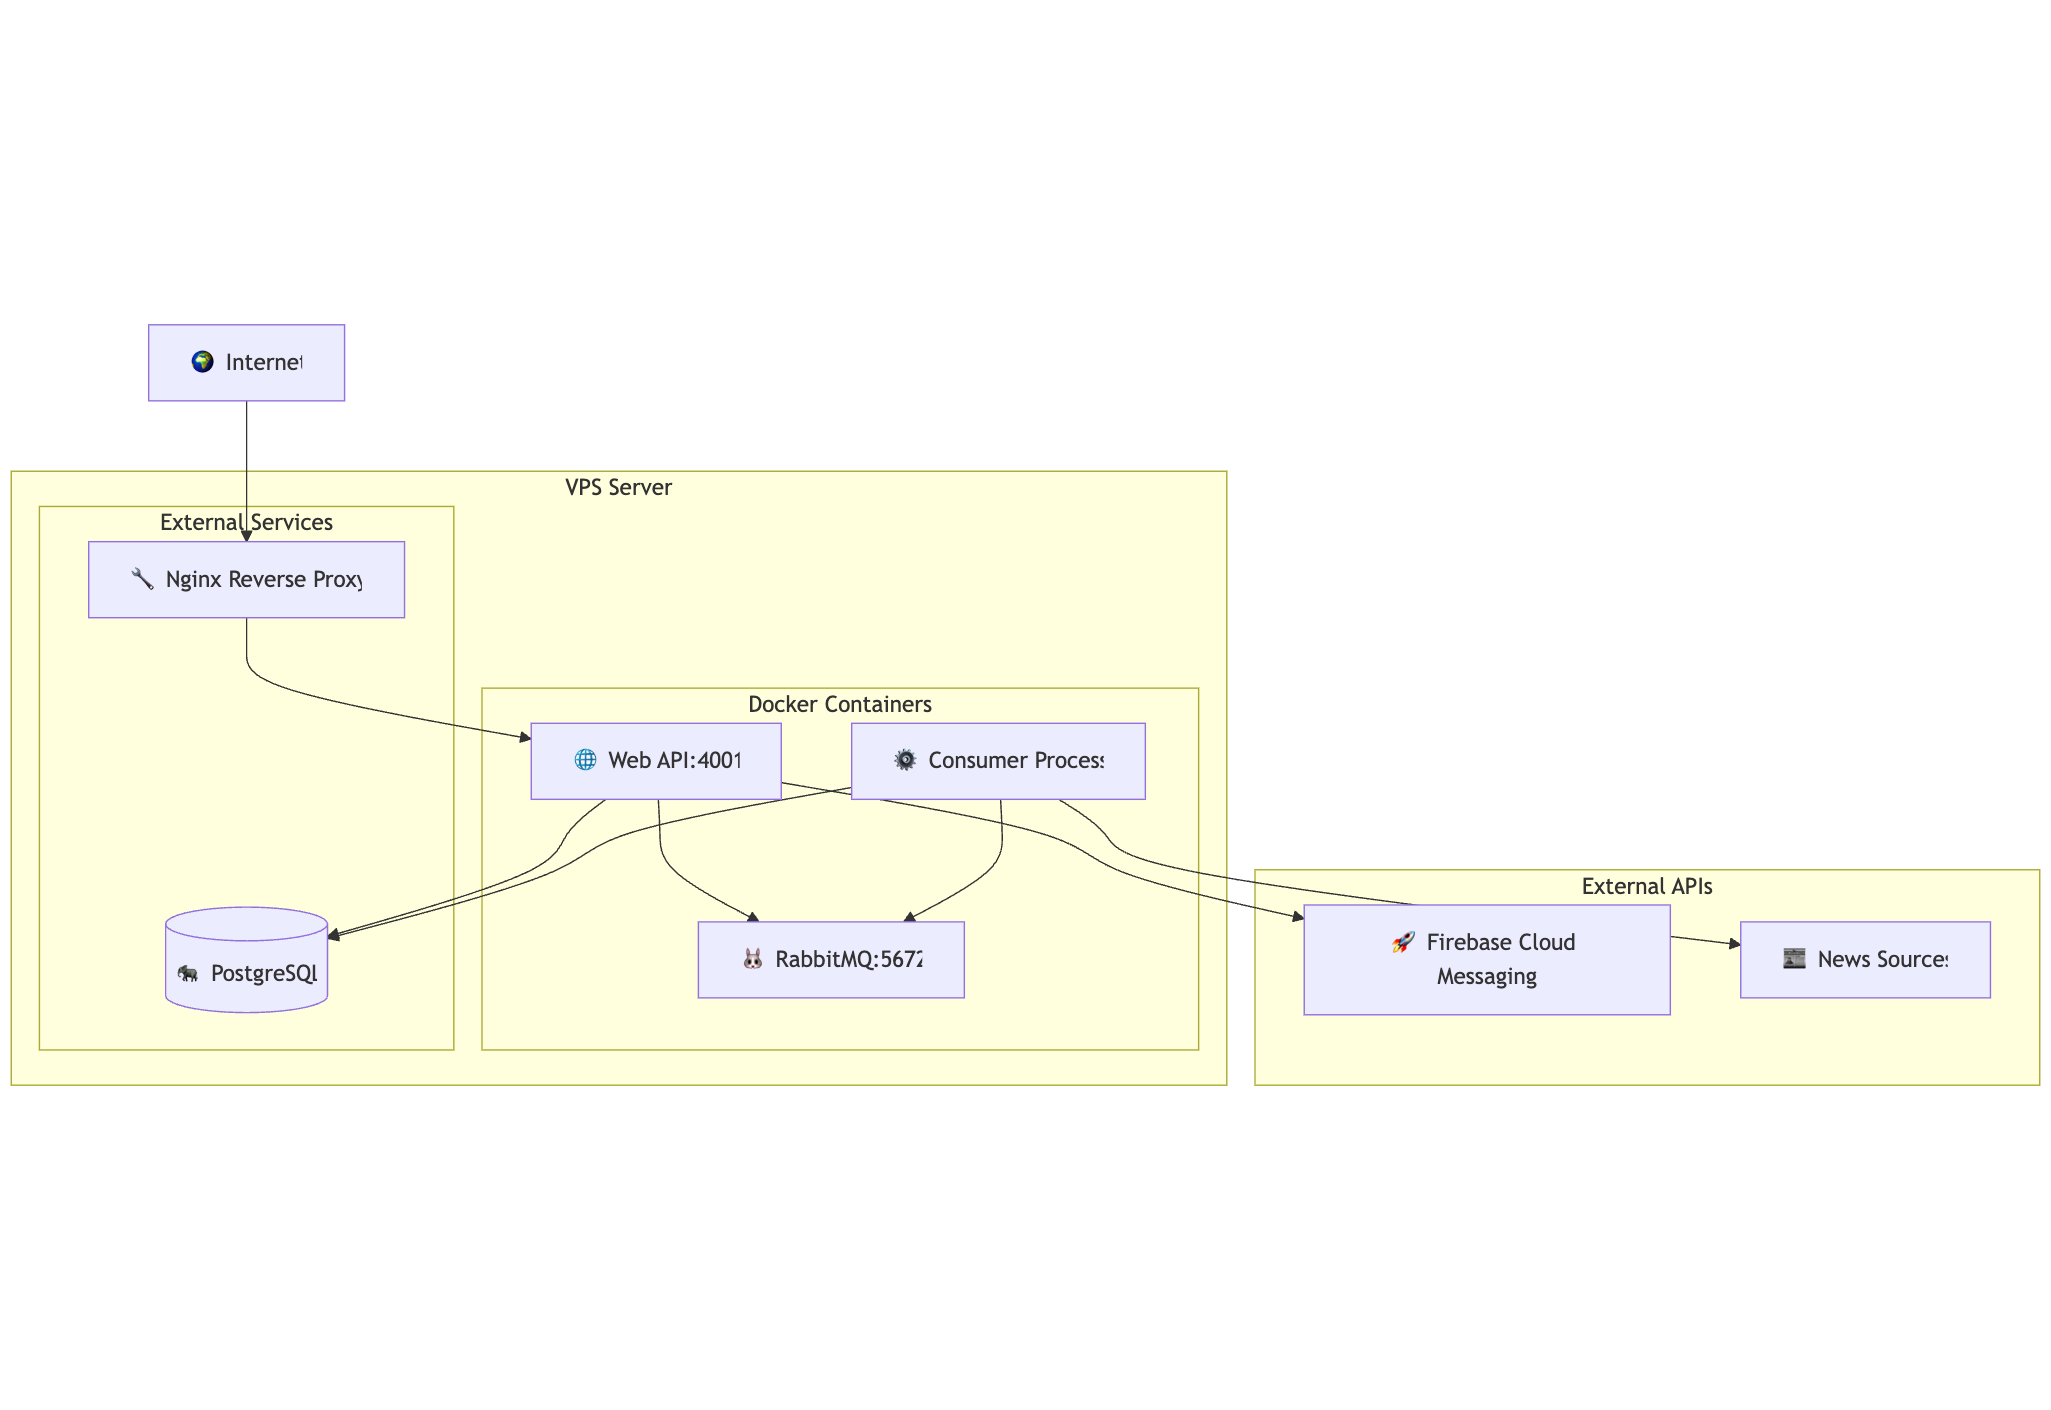 🌍 Internet
VPS Server
External Services
🔧 Nginx Reverse Proxy
Docker Containers
🌐 Web API:4001
⚙️ Consumer Process
External APIs
🐘 PostgreSQL
🐰 RabbitMQ:5672
🚀 Firebase Cloud
Messaging
📰 News Sources